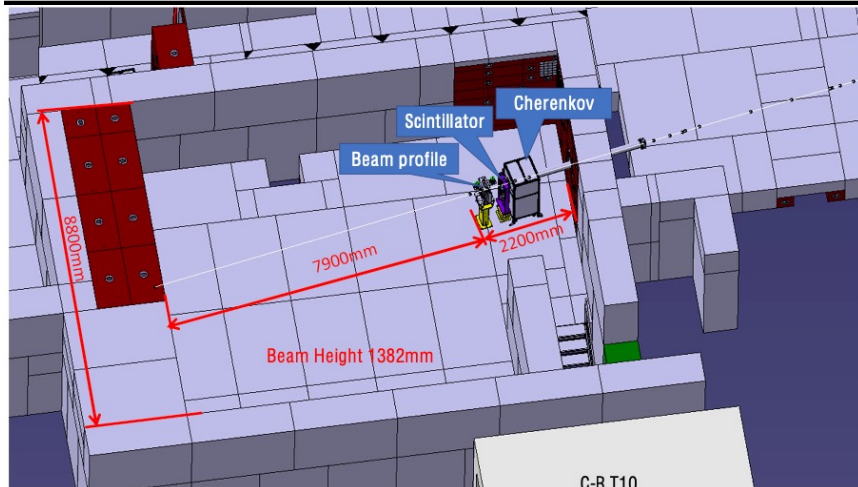 Cherenkov
Scintillator
Beam profile
8800mm
7900mm
2200mm
Beam Height 1382mm
C-B T10